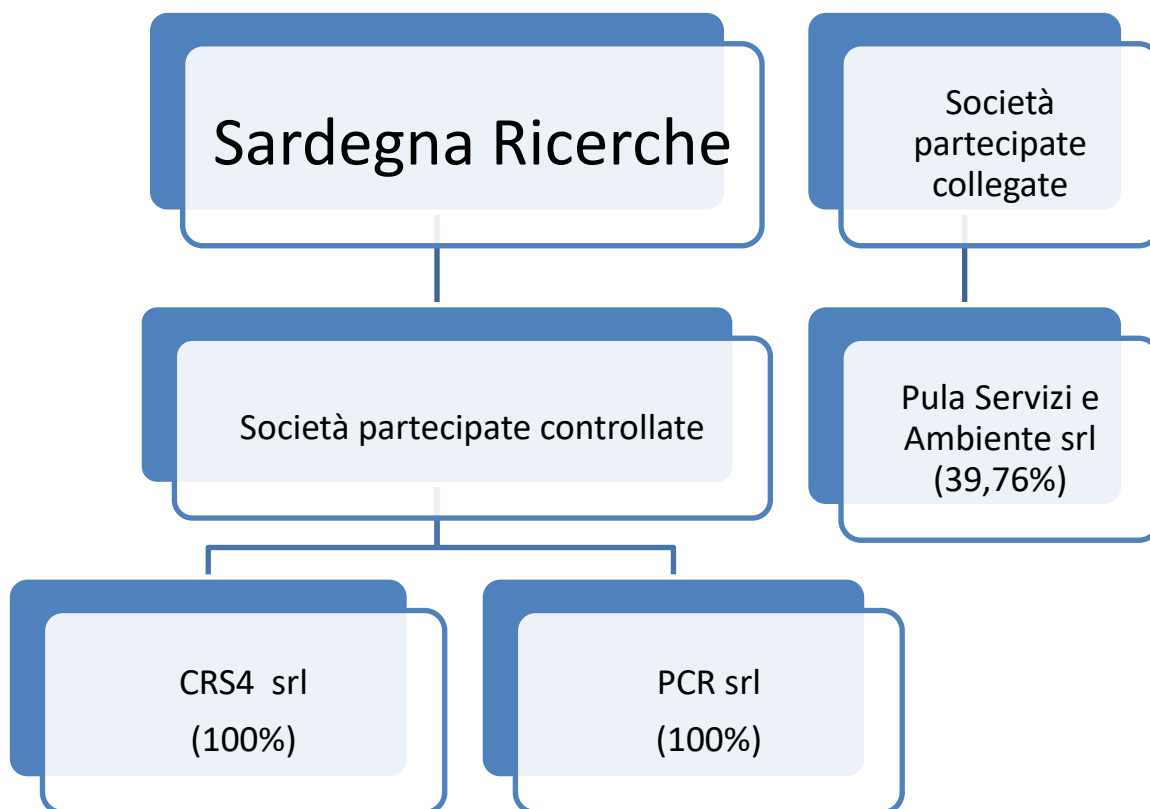 Sardegna Ricerche
Società
partecipate
collegate
Società partecipate controllate
Pula Servizi e
Ambiente srl
(39,76%)
CRS4 srl
(100%)
PCR srl
(100%)